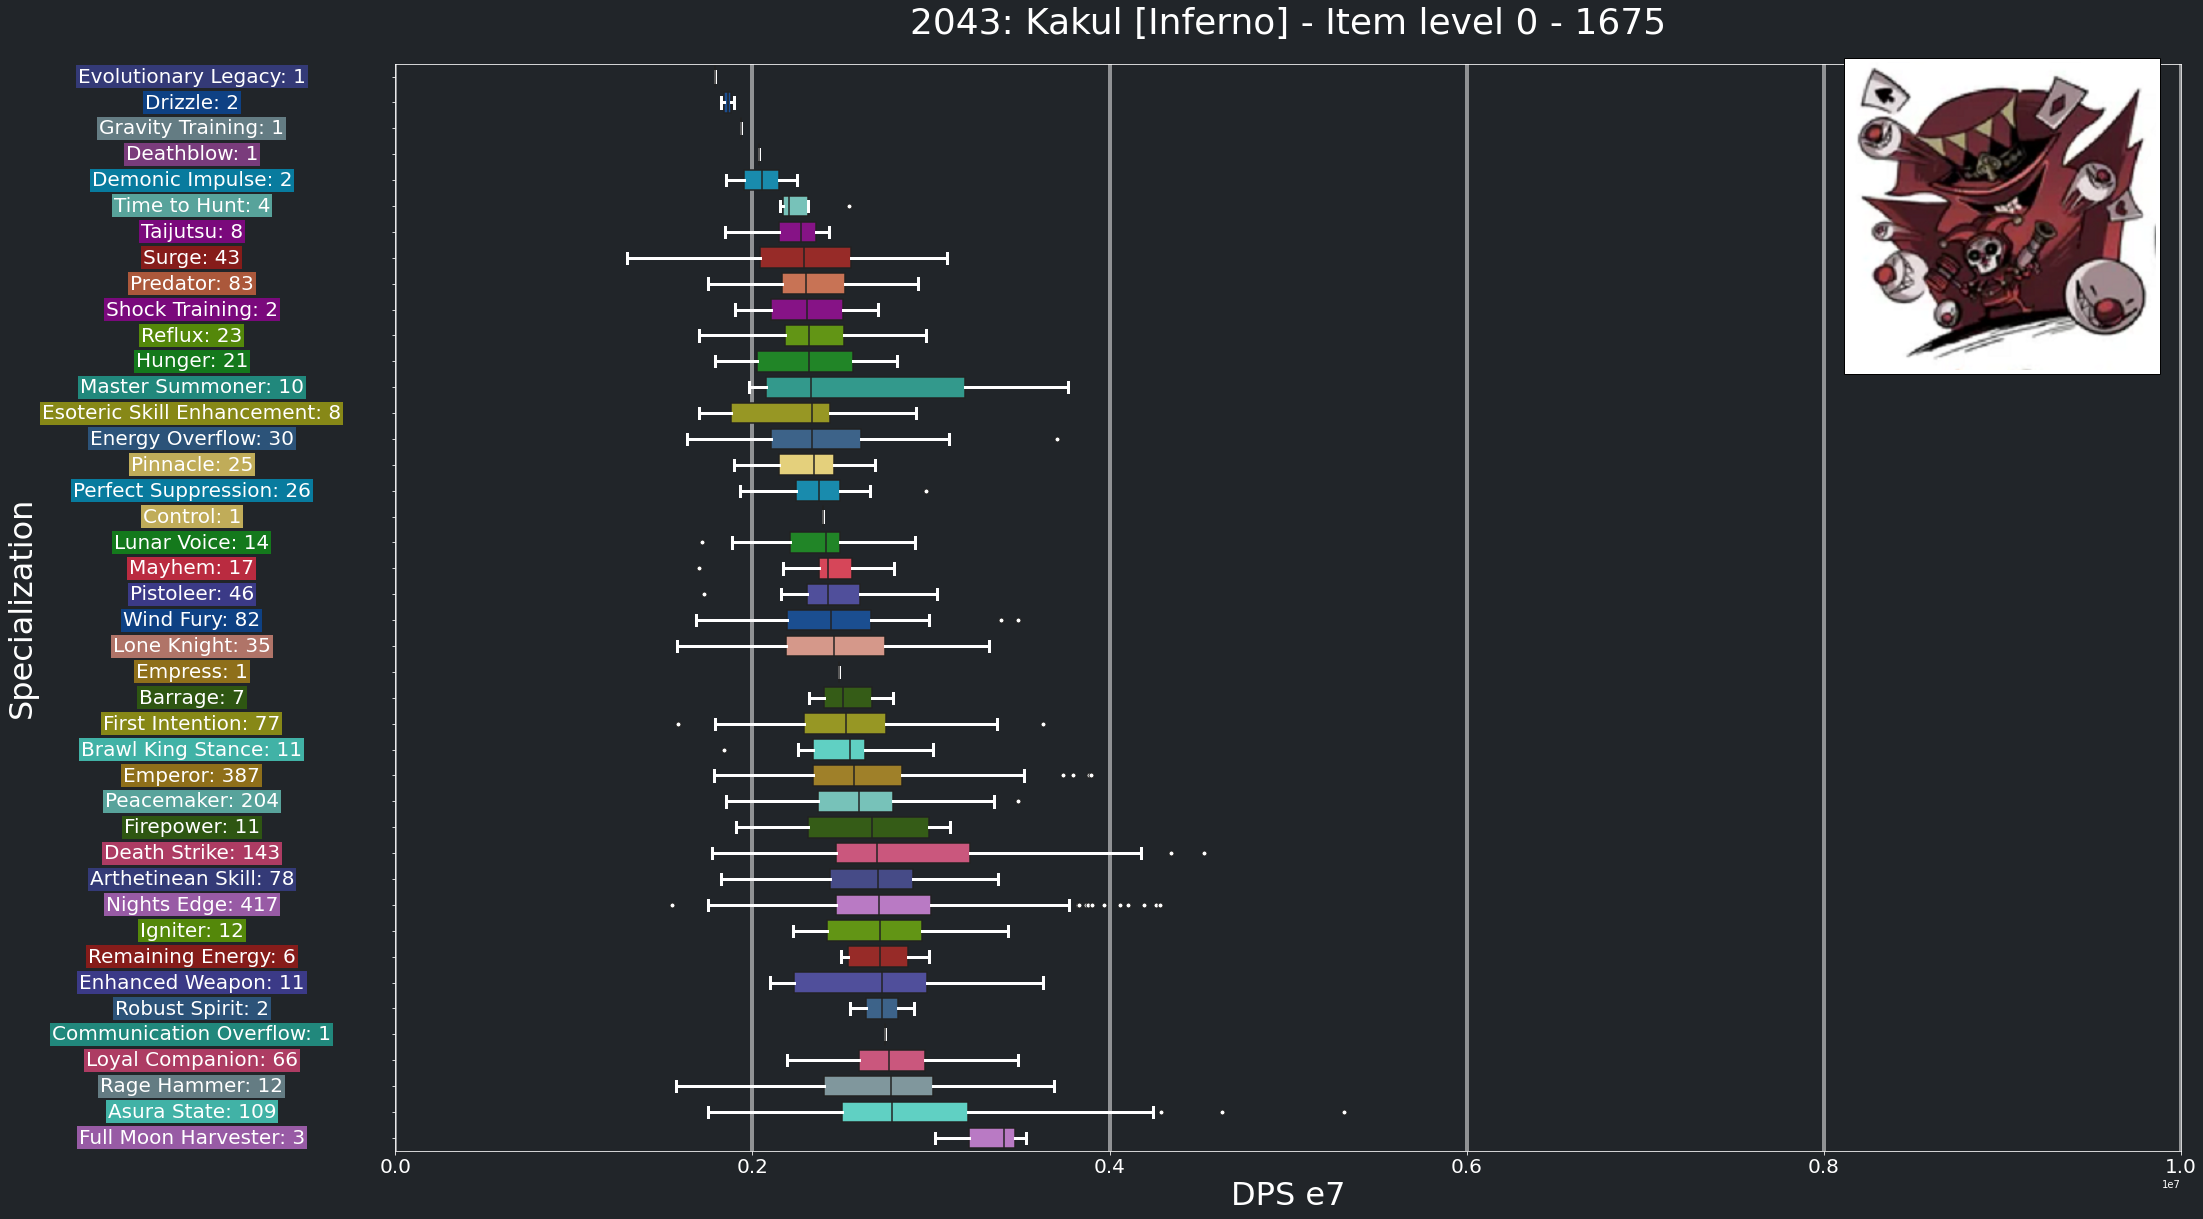 2043: Kakul [Inferno] - Item level 0 - 1675
Evolutionary Legacy: 1
Drizzle: 2
Gravity Training: 1
Deathblow: 1
Demonic Impulse: 2
Time to Hunt: 4
Taijutsu: 8
Surge: 43
Predator: 83
Shock Training: 2
Reflux: 23
Hunger: 21
Master Summoner: 10
Esoteric Skill Enhancement: 8
Energy Overflow: 30
Pinnacle: 25
Perfect Suppression: 26
Control: 1
Lunar Voice: 14
Mayhem: 17
Pistoleer: 46
Wind Fury: 82
Lone Knight: 35
Empress: 1
Barrage: 7
First Intention: 77
Brawl King Stance: 11
Emperor: 387
Peacemaker: 204
Firepower: 11
Death Strike: 143
Arthetinean Skill: 78
Nights Edge: 417
Igniter: 12
Remaining Energy: 6
Enhanced Weapon: 11
Robust Spirit: 2
Communication Overflow: 1
Loyal Companion: 66
Rage Hammer: 12
Asura State: 109
Full Moon Harvester: 3
Specialization
0.0 0.2 0.4 0.6 0.8 1.0
1e7
DPS e7